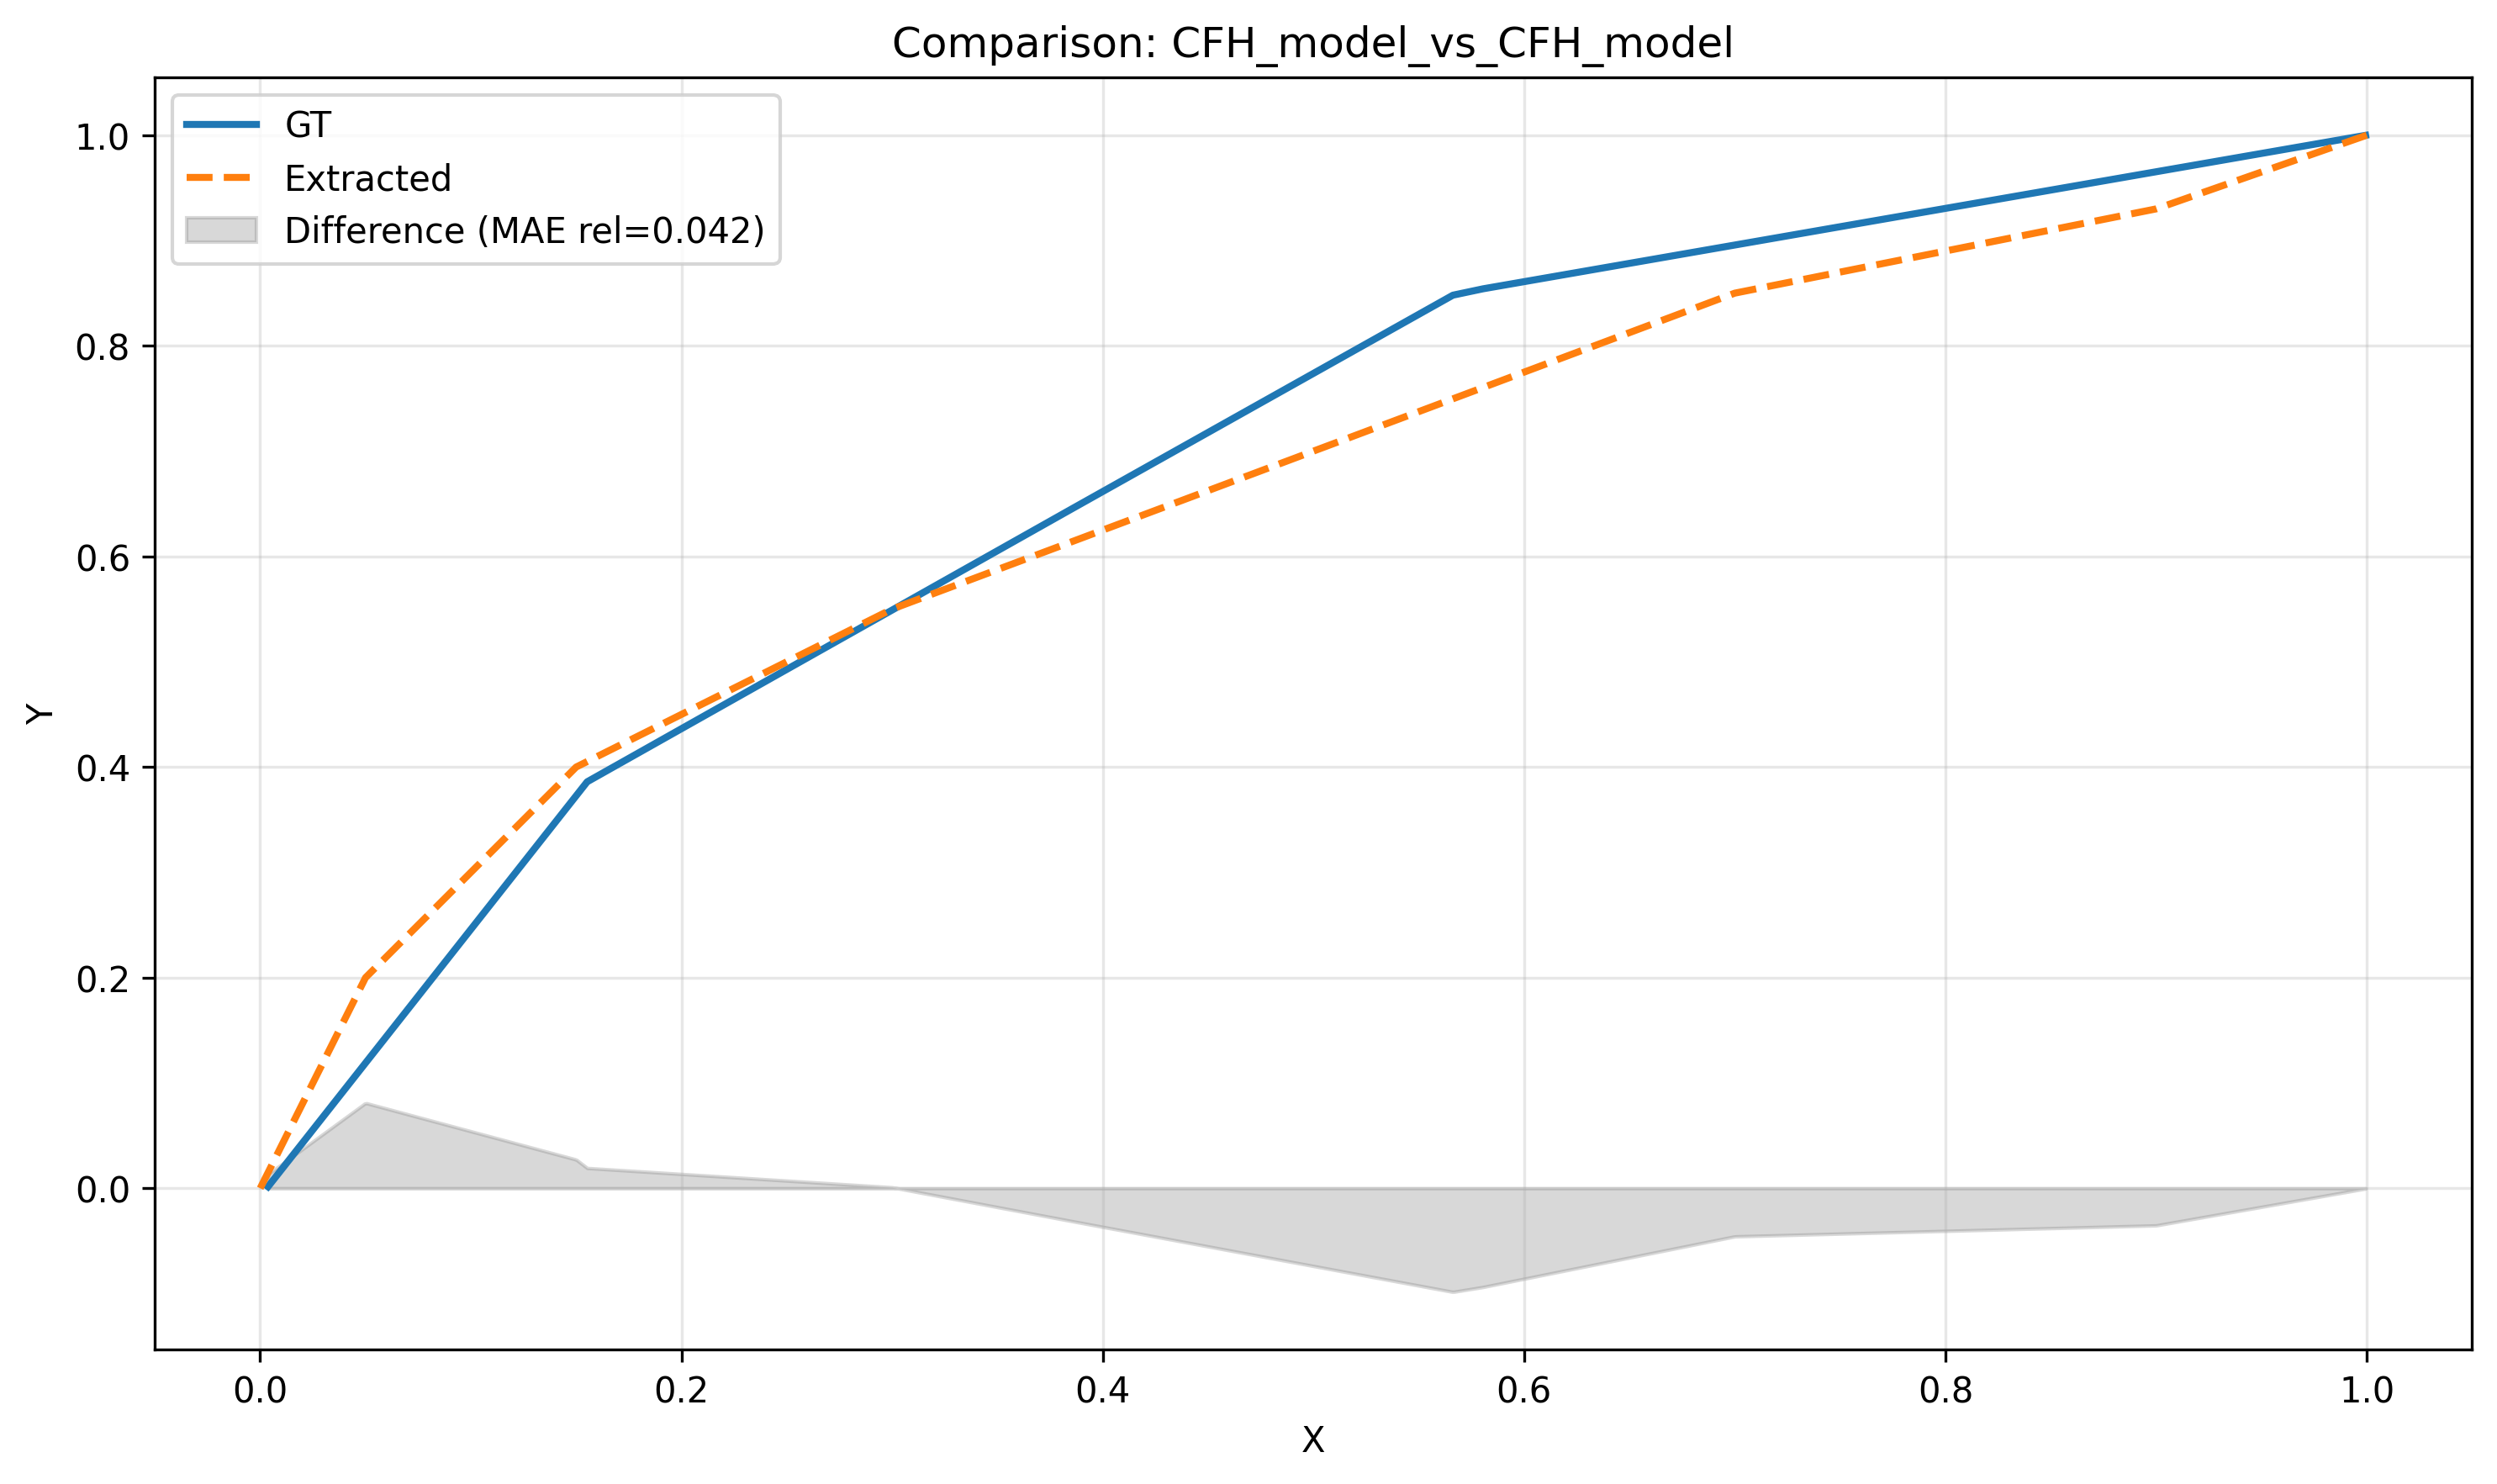 Comparison: CFH_model_vs_CFH_model
GT
Extracted
Difference (MAE rel=0.042)
1.0
0.8
0.6
0.4
0.2
0.0
Y
0.0 0.2 0.4 0.6 0.8 1.0
X